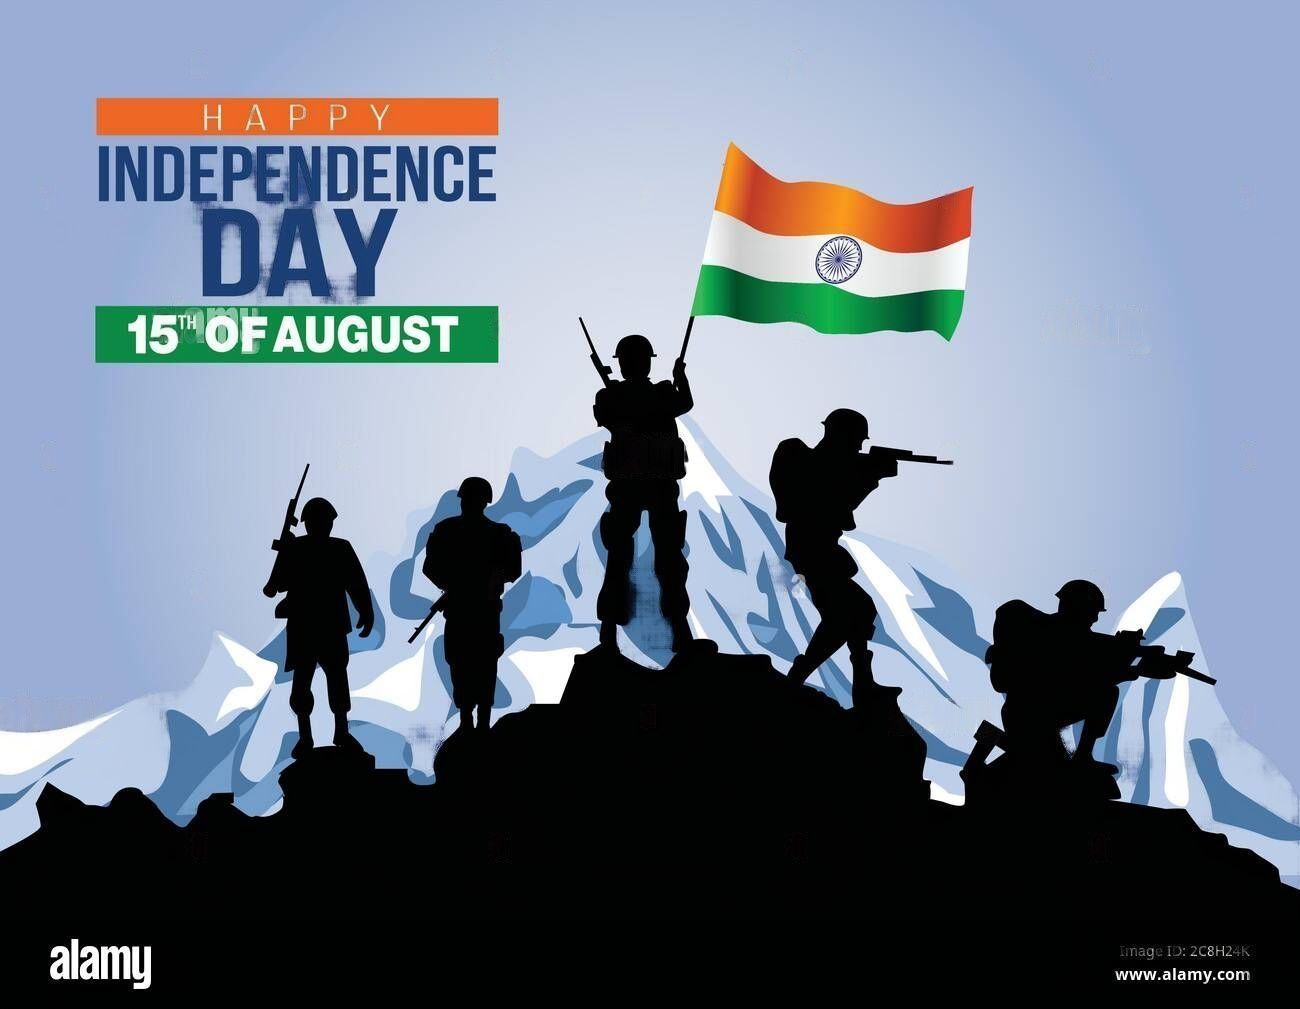 HAPPY
INDEPENDENCE
DAY
15TH OF AUGUST
alamy
Image ID: 2C8H24K
www.alamy.com